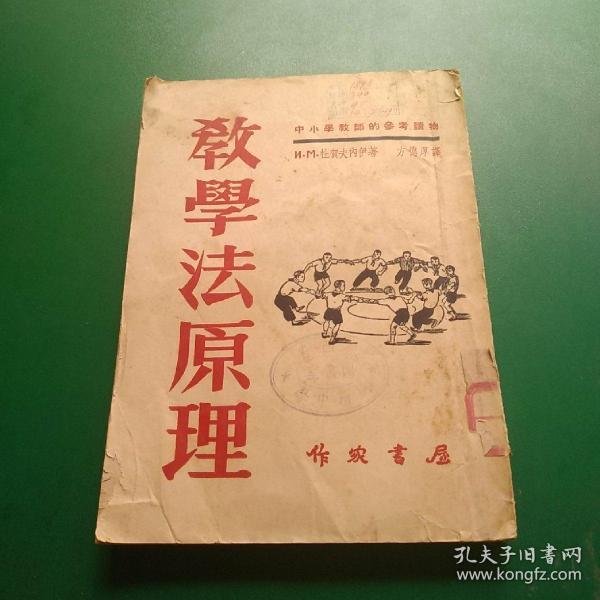 中小學教師的參考讀物
И·М·杜賀夫內伊著 方德厚譯
教學法原理
作家書屋
孔夫子旧书网
www.kongfz.com